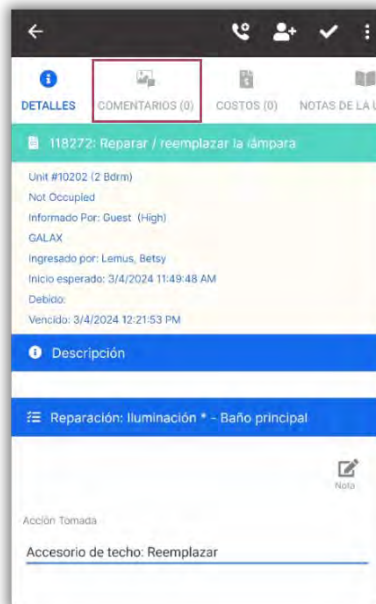 DETALLES
COMENTARIOS (0)
COSTOS (0)
NOTAS DE LA
118272: Reparar / reemplazar la lámpara
Unit #10202 (2 Bdrm)
Not Occupied
Informado Por: Guest (High)
GALAX
Ingresado por: Lemus, Betsy
Inicio esperado: 3/4/2024 11:49:48 AM
Debido:
Vencido: 3/4/2024 12:21:53 PM
Descripción
Reparación: Iluminación * - Baño principal
Nota
Acción Tomada
Accesorio de techo: Reemplazar